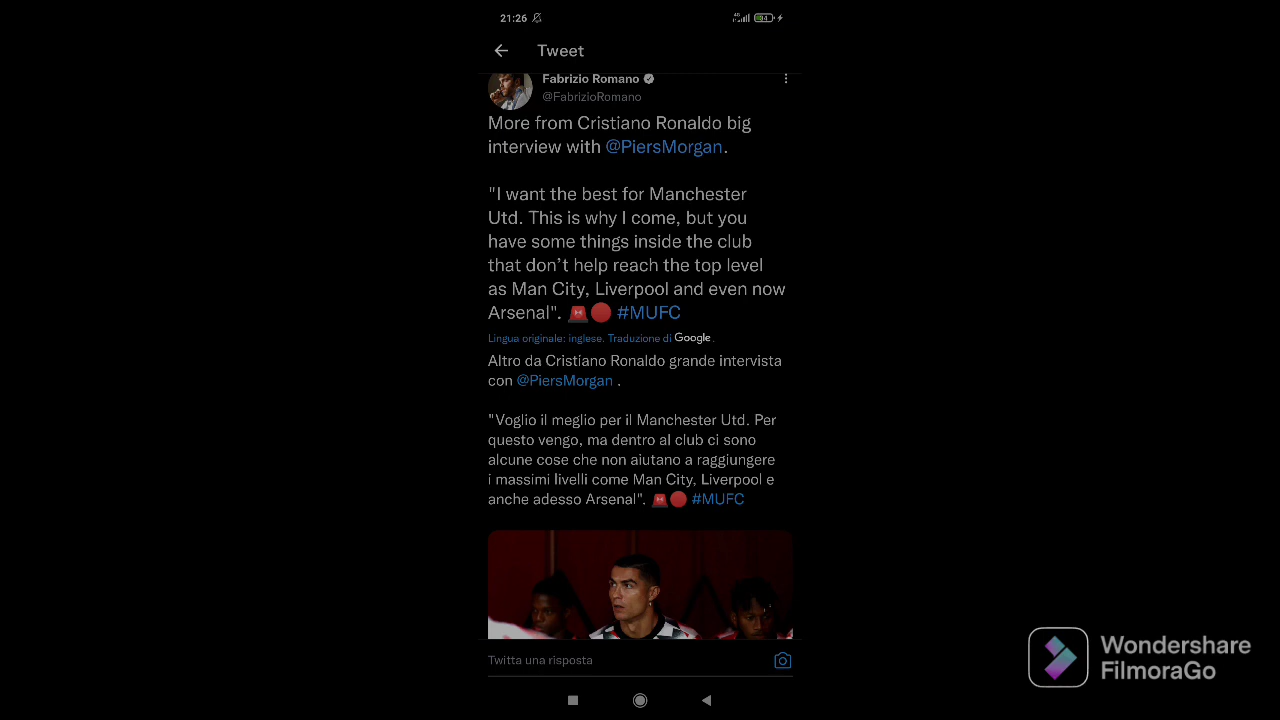 21:26
Tweet
Fabrizio Romano
@FabrizioRomano
More from Cristiano Ronaldo big
interview with @PiersMorgan.
"I want the best for Manchester
Utd. This is why I come, but you
have some things inside the club
that don’t help reach the top level
as Man City, Liverpool and even now
Arsenal". 🚨🔴 #MUFC
Lingua originale: inglese. Traduzione di Google.
Altro da Cristiano Ronaldo grande intervista
con @PiersMorgan .
"Voglio il meglio per il Manchester Utd. Per
questo vengo, ma dentro al club ci sono
alcune cose che non aiutano a raggiungere
i massimi livelli come Man City, Liverpool e
anche adesso Arsenal". 🚨🔴 #MUFC
Twitta una risposta
Wondershare
FilmoraGo